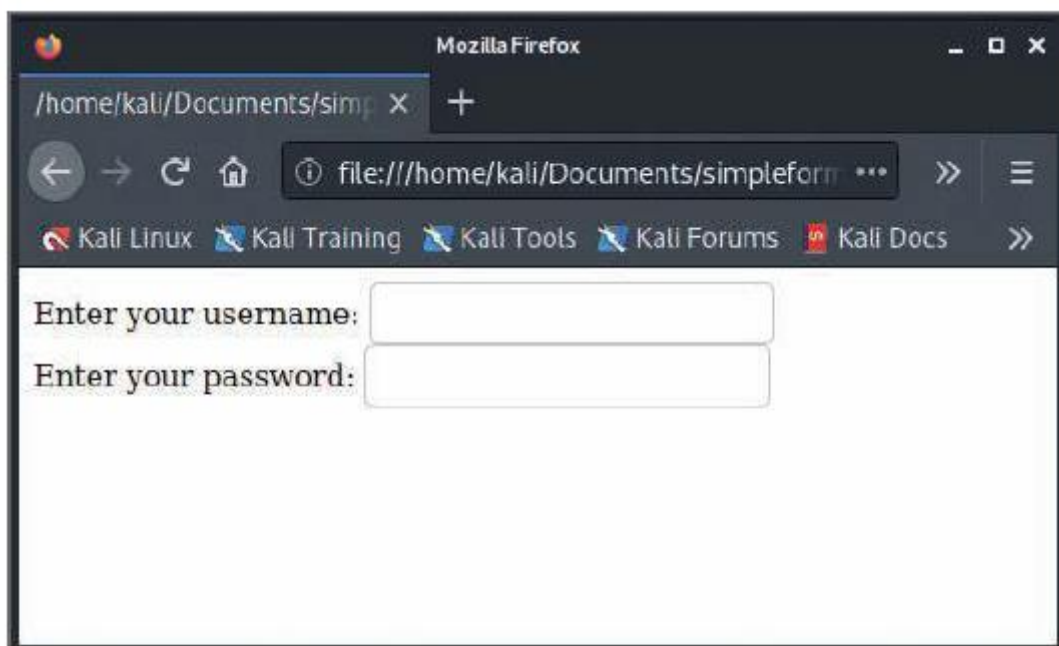 Mozilla Firefox
/home/kali/Documents/simp
file:///home/kali/Documents/simpleform
Kali Linux Kali Training Kali Tools Kali Forums Kali Docs
Enter your username:
Enter your password: